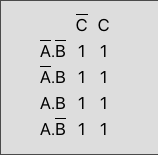 C̅ C
A̅.B̅ 1 1
A̅.B 1 1
A.B 1 1
A.B̅ 1 1